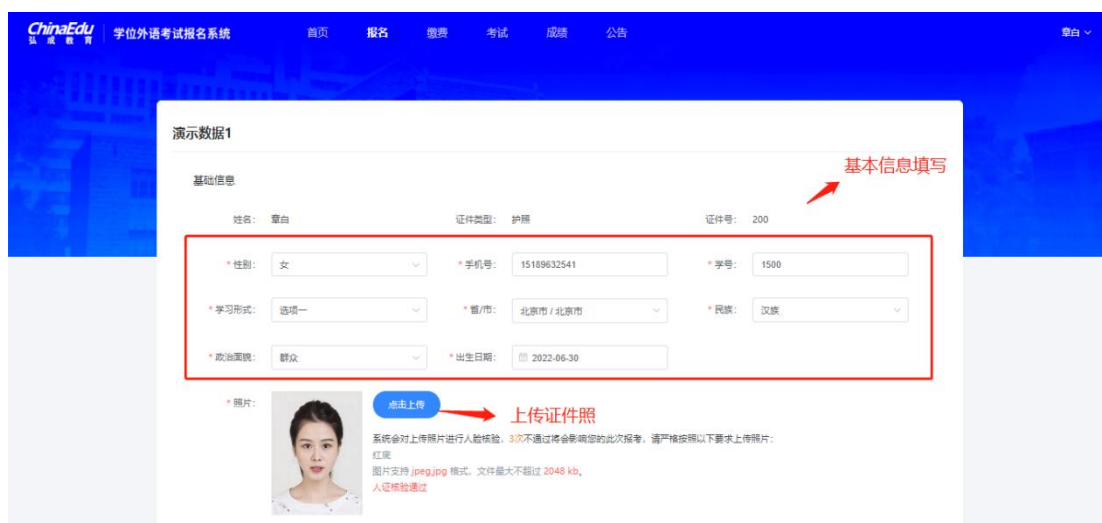 ChinaEdu 学位外语考试报名系统 首页 报名 缴费 考试 成绩 公告 章白
弘成教育
演示数据1
基本信息填写
基础信息
姓名: 章白 证件类型: 护照 证件号: 200
* 性别: 女 * 手机号: 15189632541 * 学号: 1500
* 学习形式: 选项一 * 省/市: 北京市 / 北京市 * 民族: 汉族
* 政治面貌: 群众 * 出生日期: 2022-06-30
* 照片: 点击上传 上传证件照
系统会对上传照片进行人脸核验，3次不通过将会影响您的此次报考，请严格按照以下要求上传照片：
图片支持 jpeg,jpg 格式，文件最大不超过 2048 kb。
人证核验通过